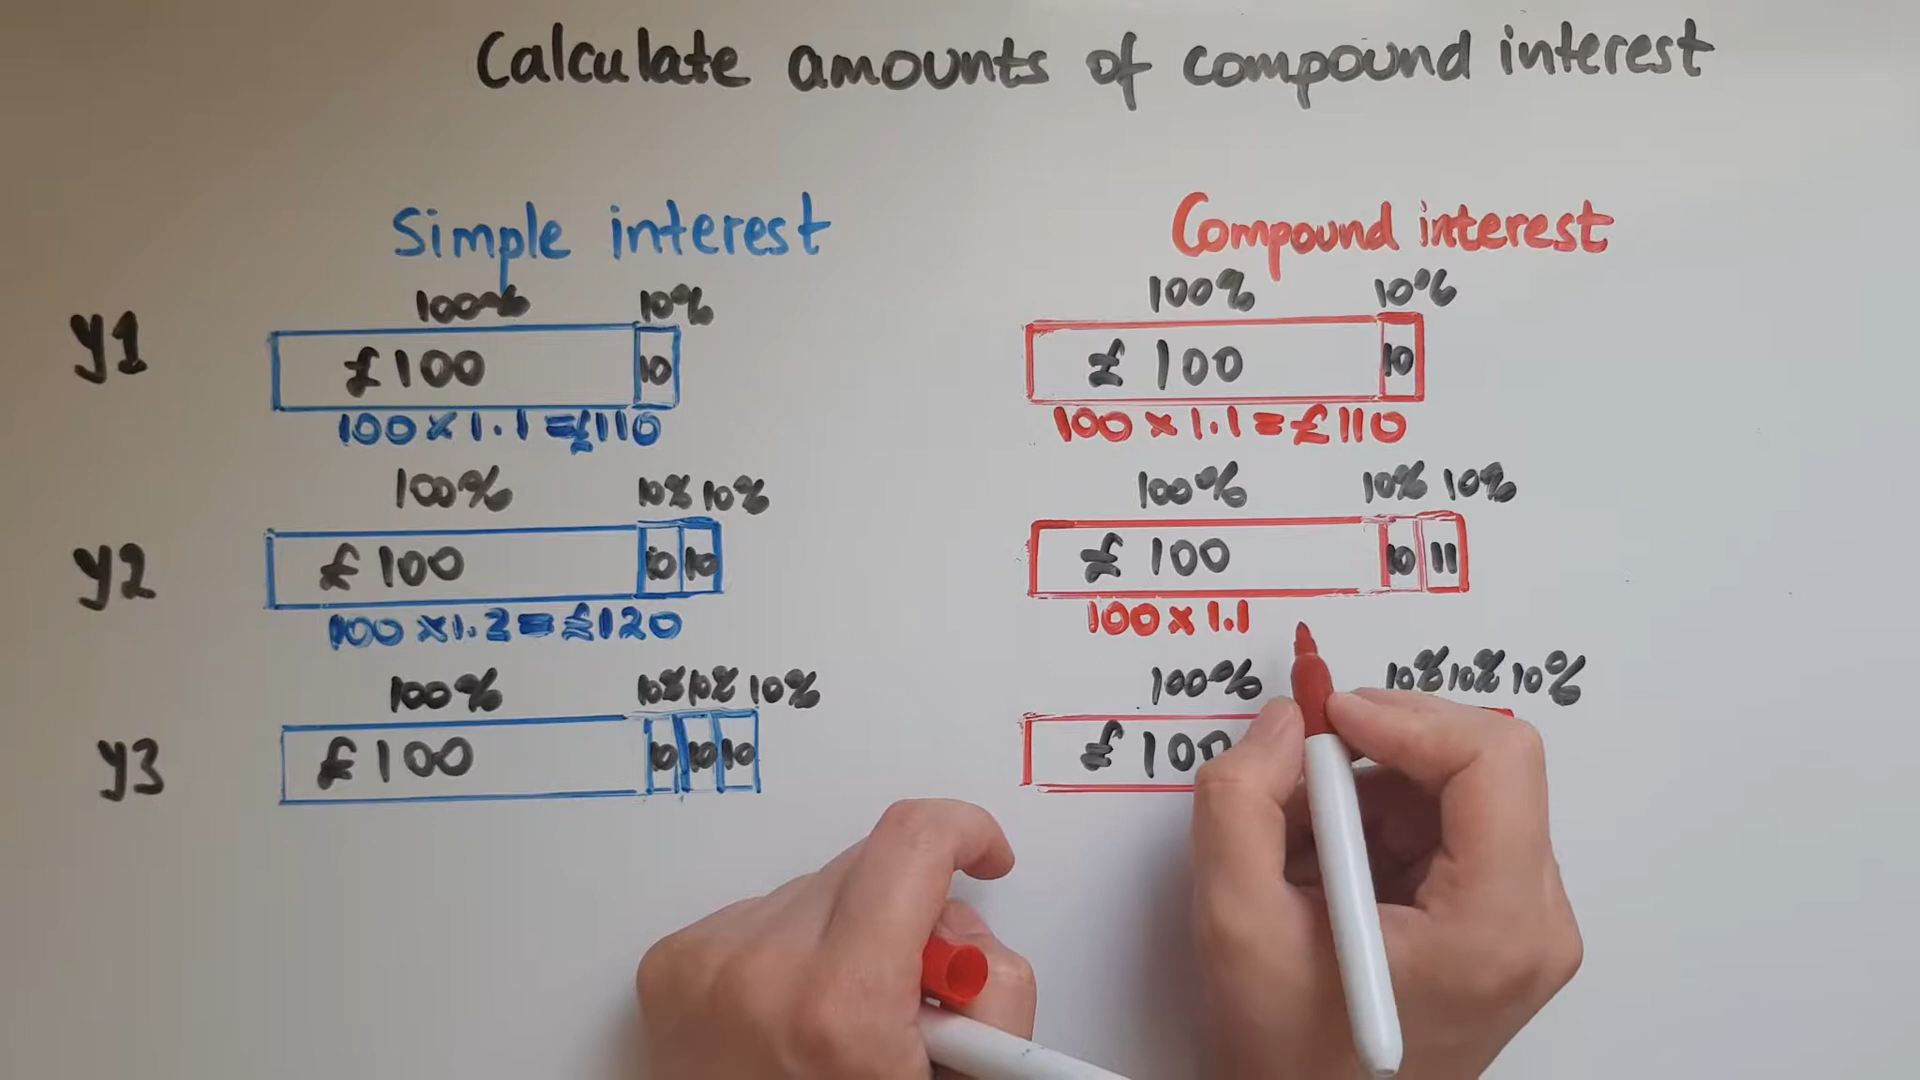 Calculate amounts of compound interest
Simple interest
Compound interest
100% 10%
100% 10%
y1
£100 10
£ 100 10
100 x 1.1 = £110
100 x 1.1 = £110
100% 10% 10%
100% 10% 10%
y2
£100 10 10
£ 100 10 11
100 x 1.2 = £120
100 x 1.1
100% 10% 10% 10%
100% 10% 10% 10%
y3
£100 10 10 10
£ 100